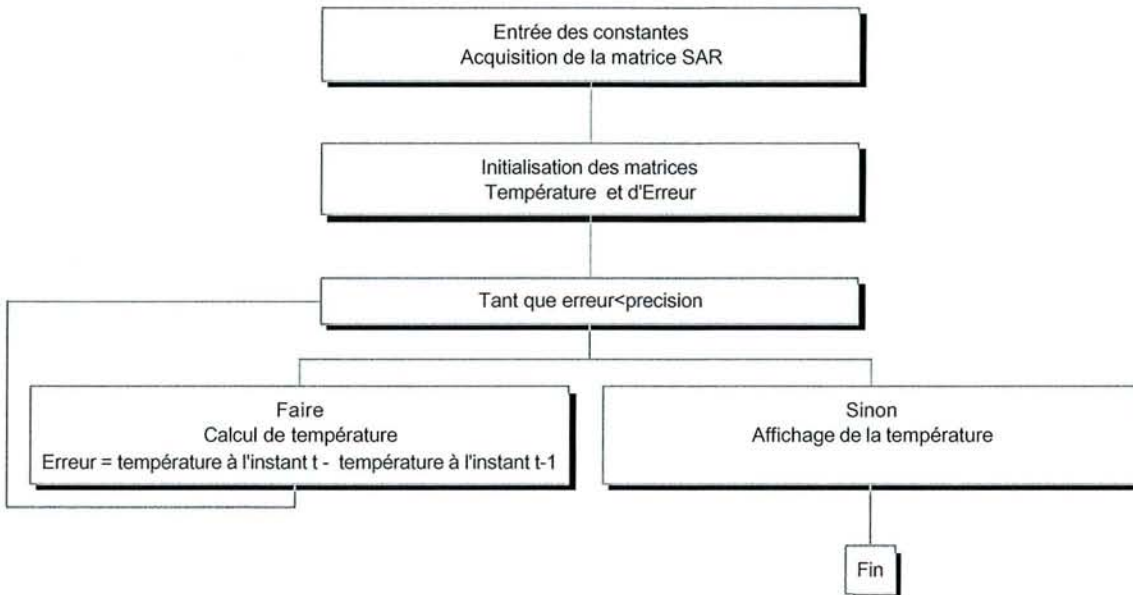 Entrée des constantes
Acquisition de la matrice SAR
Initialisation des matrices
Température et d'Erreur
Tant que erreur<precision
Faire
Calcul de température
Erreur = température à l'instant t - température à l'instant t-1
Sinon
Affichage de la température
Fin